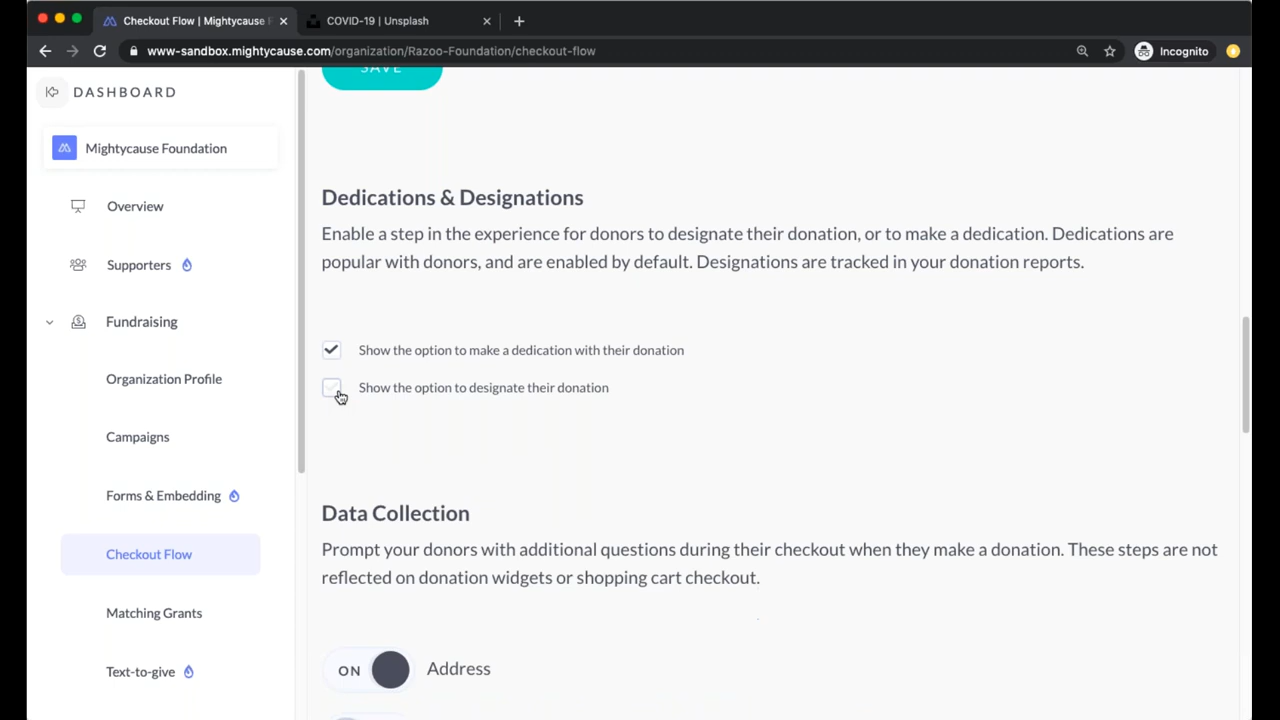 Checkout Flow | Mightycause F
COVID-19 | Unsplash
www-sandbox.mightycause.com/organization/Razoo-Foundation/checkout-flow
Incognito
DASHBOARD
Mightycause Foundation
Overview
Supporters
Fundraising
Organization Profile
Campaigns
Forms & Embedding
Checkout Flow
Matching Grants
Text-to-give
SAVE
Dedications & Designations
Enable a step in the experience for donors to designate their donation, or to make a dedication. Dedications are
popular with donors, and are enabled by default. Designations are tracked in your donation reports.
Show the option to make a dedication with their donation
Show the option to designate their donation
Data Collection
Prompt your donors with additional questions during their checkout when they make a donation. These steps are not
reflected on donation widgets or shopping cart checkout.
ON Address